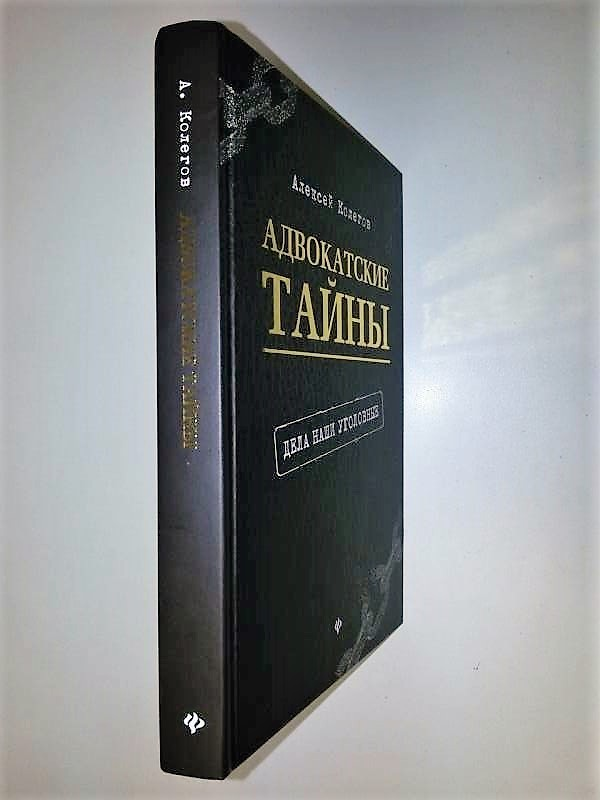 А. Колегов
АДВОКАТСКИЕ ТАЙНЫ
Алексей Колегов
АДВОКАТСКИЕ
ТАЙНЫ
ДЕЛА НАШИ УГОЛОВНЫЕ